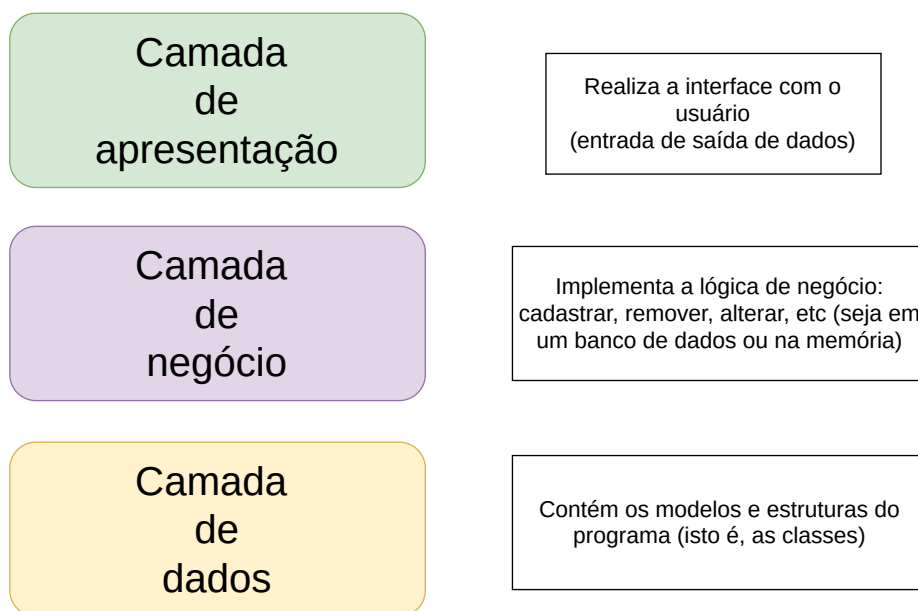 Camada
de
apresentação
Realiza a interface com o
usuário
(entrada de saída de dados)
Camada
de
negócio
Implementa a lógica de negócio:
cadastrar, remover, alterar, etc (seja em
um banco de dados ou na memória)
Camada
de
dados
Contém os modelos e estruturas do
programa (isto é, as classes)